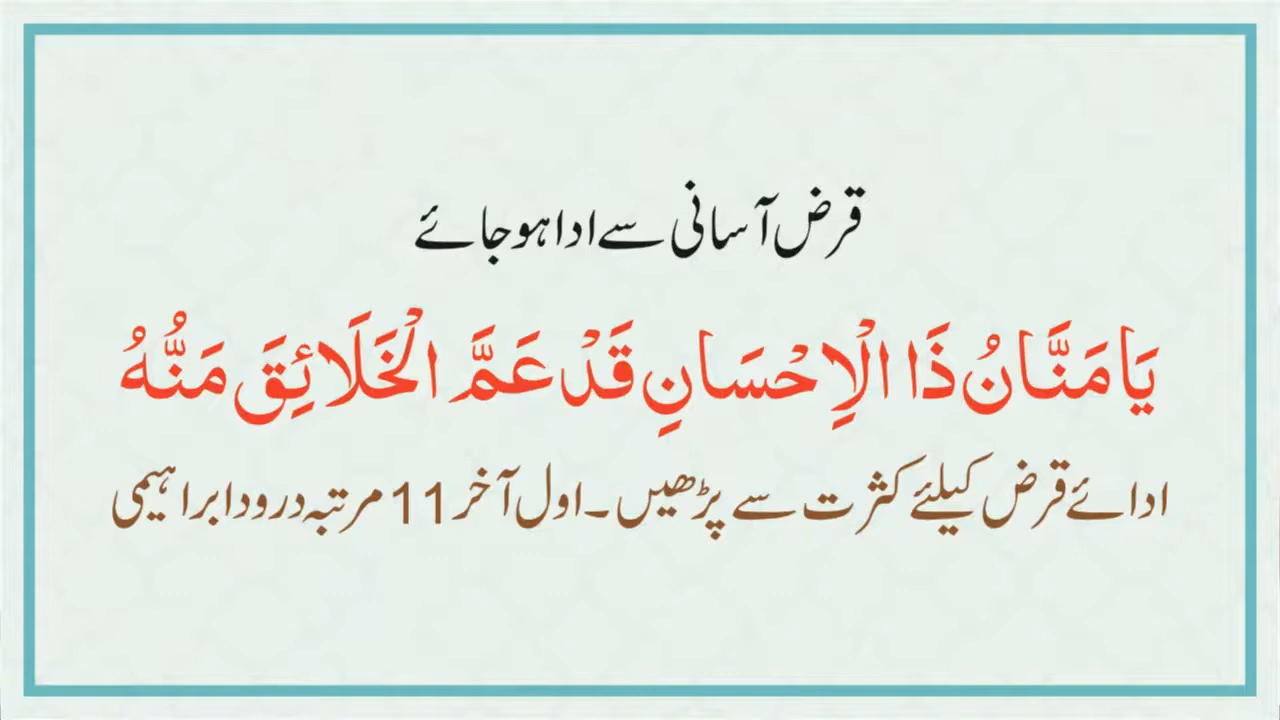 قرض آسانی سے ادا ہو جائے
يَا مَنَّانُ ذَا الْاِحْسَانِ قَدْ عَمَّ الْخَلَائِقَ مَنُّهُ
ادائے قرض کیلئے کثرت سے پڑھیں۔ اول آخر 11 مرتبہ درود ابراہیمی